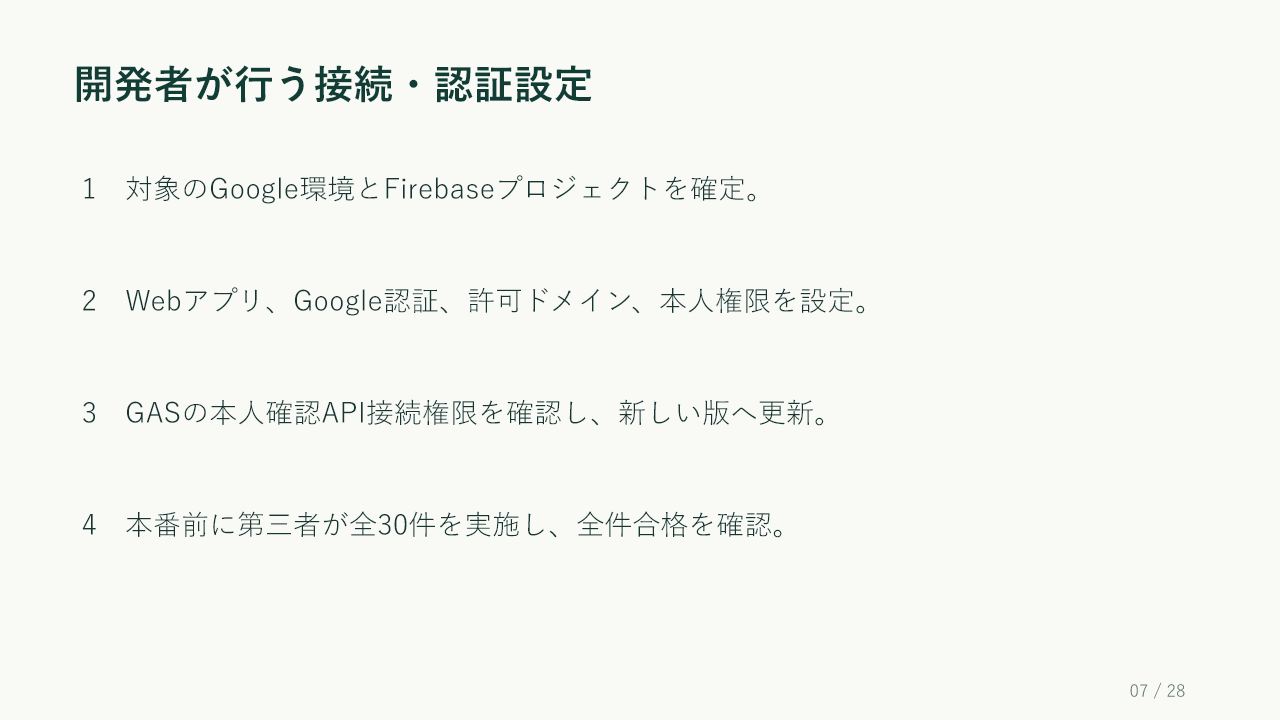 開発者が行う接続・認証設定
1 対象のGoogle環境とFirebaseプロジェクトを確定。
2 Webアプリ、Google認証、許可ドメイン、本人権限を設定。
3 GASの本人確認API接続権限を確認し、新しい版へ更新。
4 本番前に第三者が全30件を実施し、全件合格を確認。
07 / 28